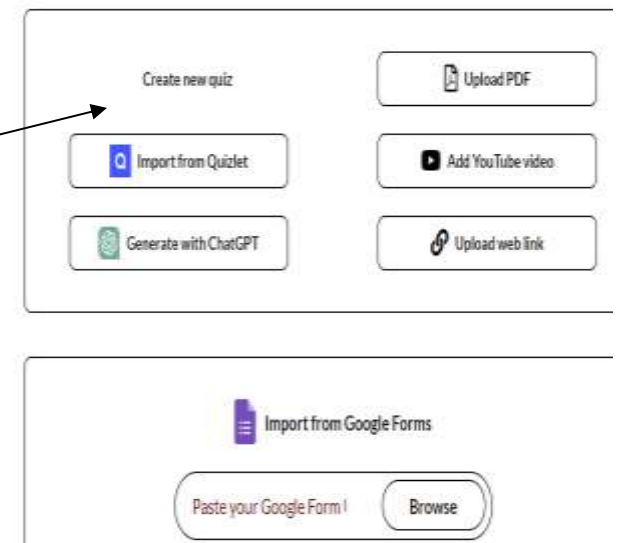 Create new quiz
Upload PDF
Import from Quizlet
Add YouTube video
Generate with ChatGPT
Upload web link
Import from Google Forms
Paste your Google Form
Browse